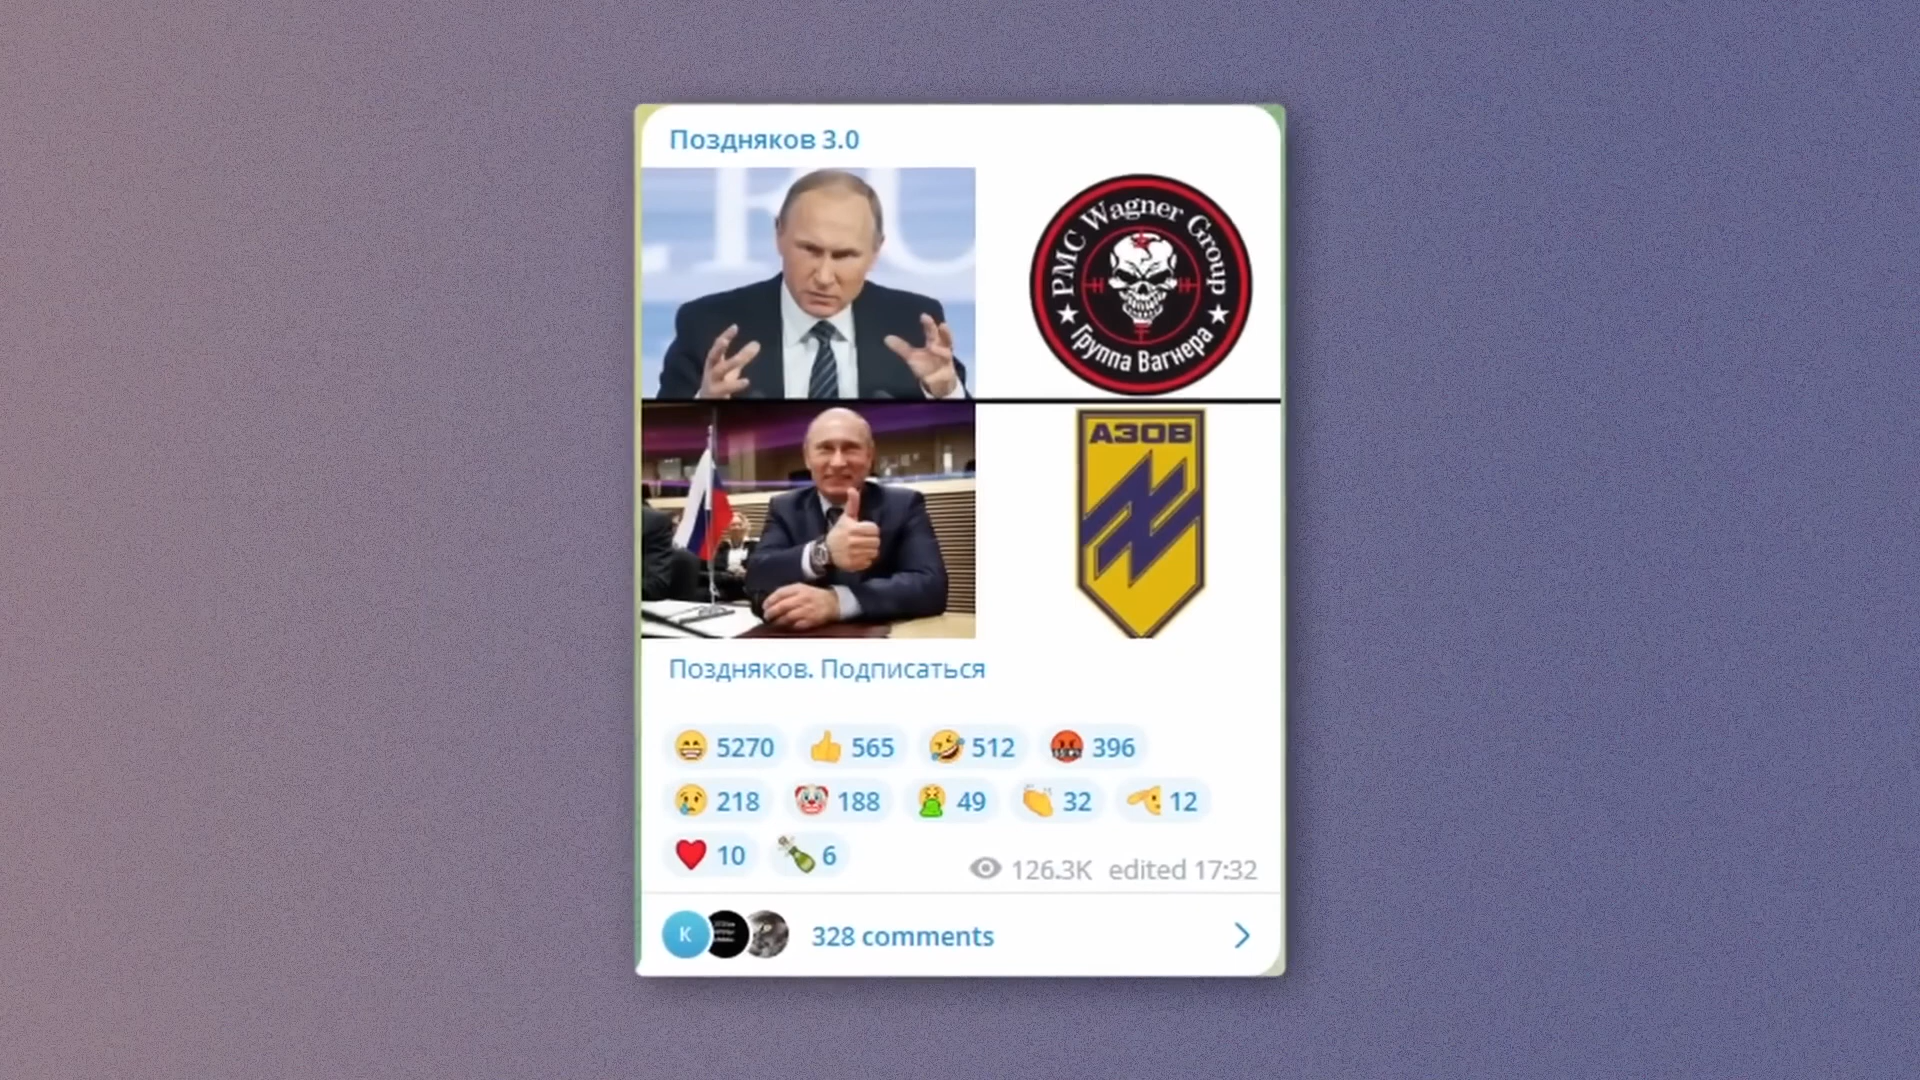 Поздняков 3.0
PMC Wagner Group
Группа Вагнера
АЗОВ
Поздняков. Подписаться
5270 565 512 396
218 188 49 32 12
10 6
126.3K edited 17:32
K
328 comments